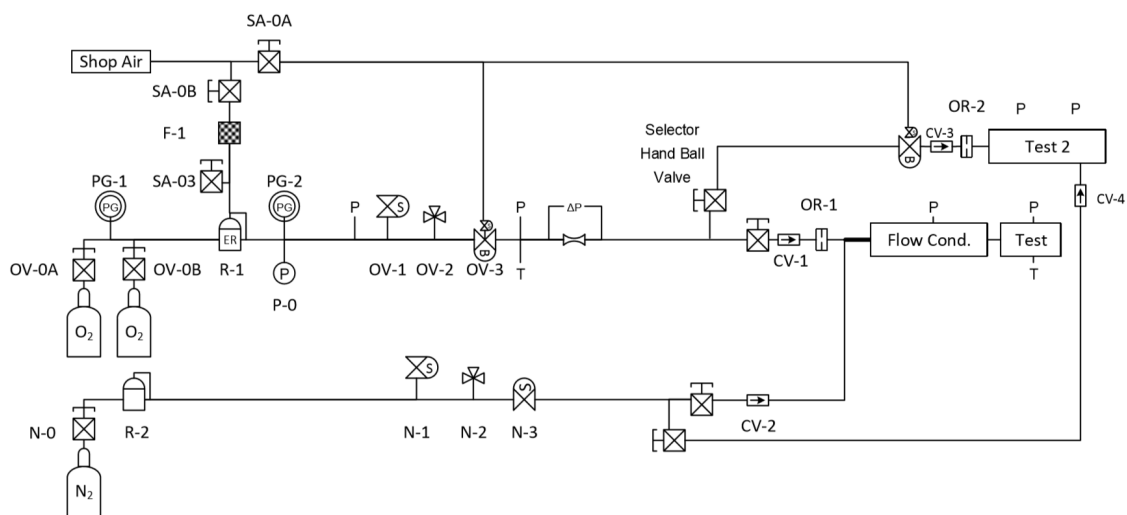 SA-0A
Shop Air
SA-0B
F-1
SA-03
PG-1
PG
PG-2
PG
ER
OV-0A
OV-0B
R-1
P
P-0
O2
O2
P
S
OV-1
OV-2
B
OV-3
P
T
ΔP
Selector
Hand Ball
Valve
OR-2
P
P
CV-3
B
Test 2
CV-4
OR-1
CV-1
P
Flow Cond.
P
Test
T
N-0
R-2
N2
S
N-1
N-2
S
N-3
CV-2